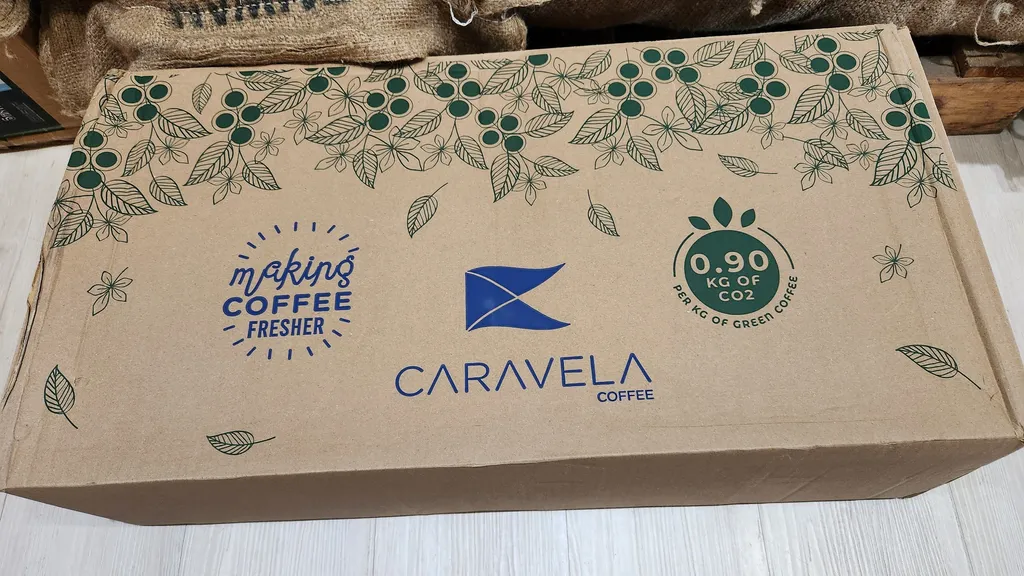 making
COFFEE
FRESHER
CARAVELA
COFFEE
0.90
KG OF
CO2
PER KG OF GREEN COFFEE